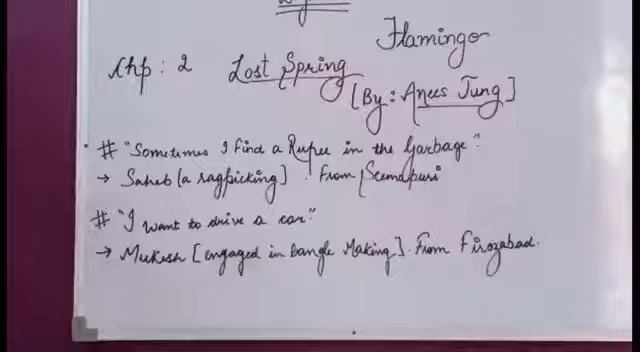 Flamingo
Chp: 2 Lost Spring
[By: Anees Jung]
# "Sometimes I find a Rupee in the Garbage".
→ Saheb [a ragpicking]. From Seemapuri
# "I want to drive a car"
→ Mukesh [engaged in bangle Making]. From Firozabad.